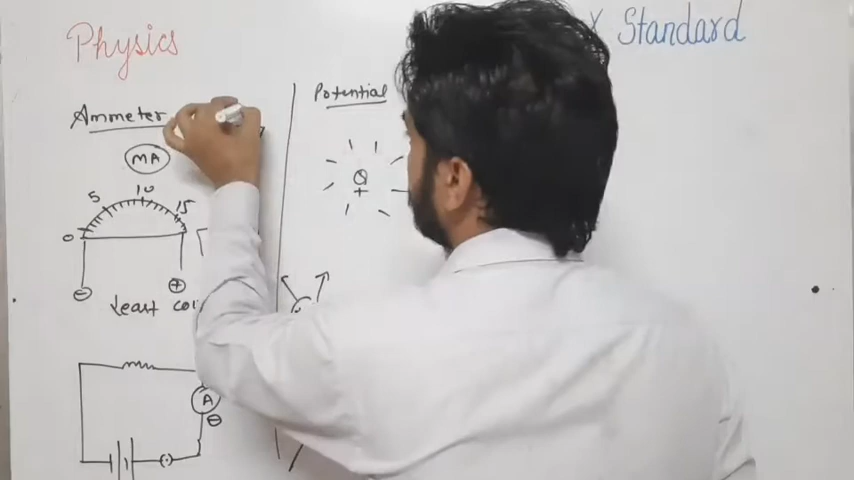 Physics
Standard
Ammeter
Potential
MA
Q
+
0 5 10 15
-
+
Least
A
-